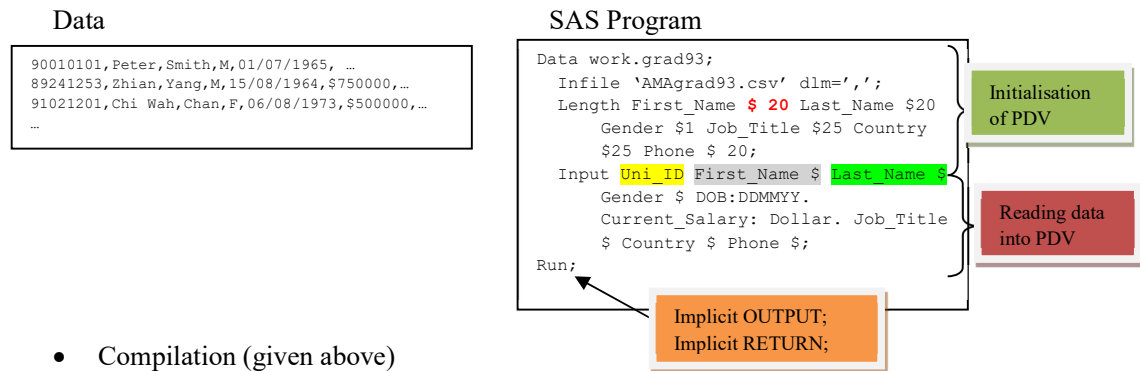 Data
90010101,Peter,Smith,M,01/07/1965, …
89241253,Zhian,Yang,M,15/08/1964,$750000,…
91021201,Chi Wah,Chan,F,06/08/1973,$500000,…
…
SAS Program
Data work.grad93;
Infile ‘AMAgrad93.csv’ dlm=’,’;
Length First_Name $ 20 Last_Name $20
Gender $1 Job_Title $25 Country
$25 Phone $ 20;
Input Uni_ID First_Name $ Last_Name $
Gender $ DOB:DDMMYY.
Current_Salary: Dollar. Job_Title
$ Country $ Phone $;
Run;
Initialisation
of PDV
Reading data
into PDV
Implicit OUTPUT;
Implicit RETURN;
• Compilation (given above)